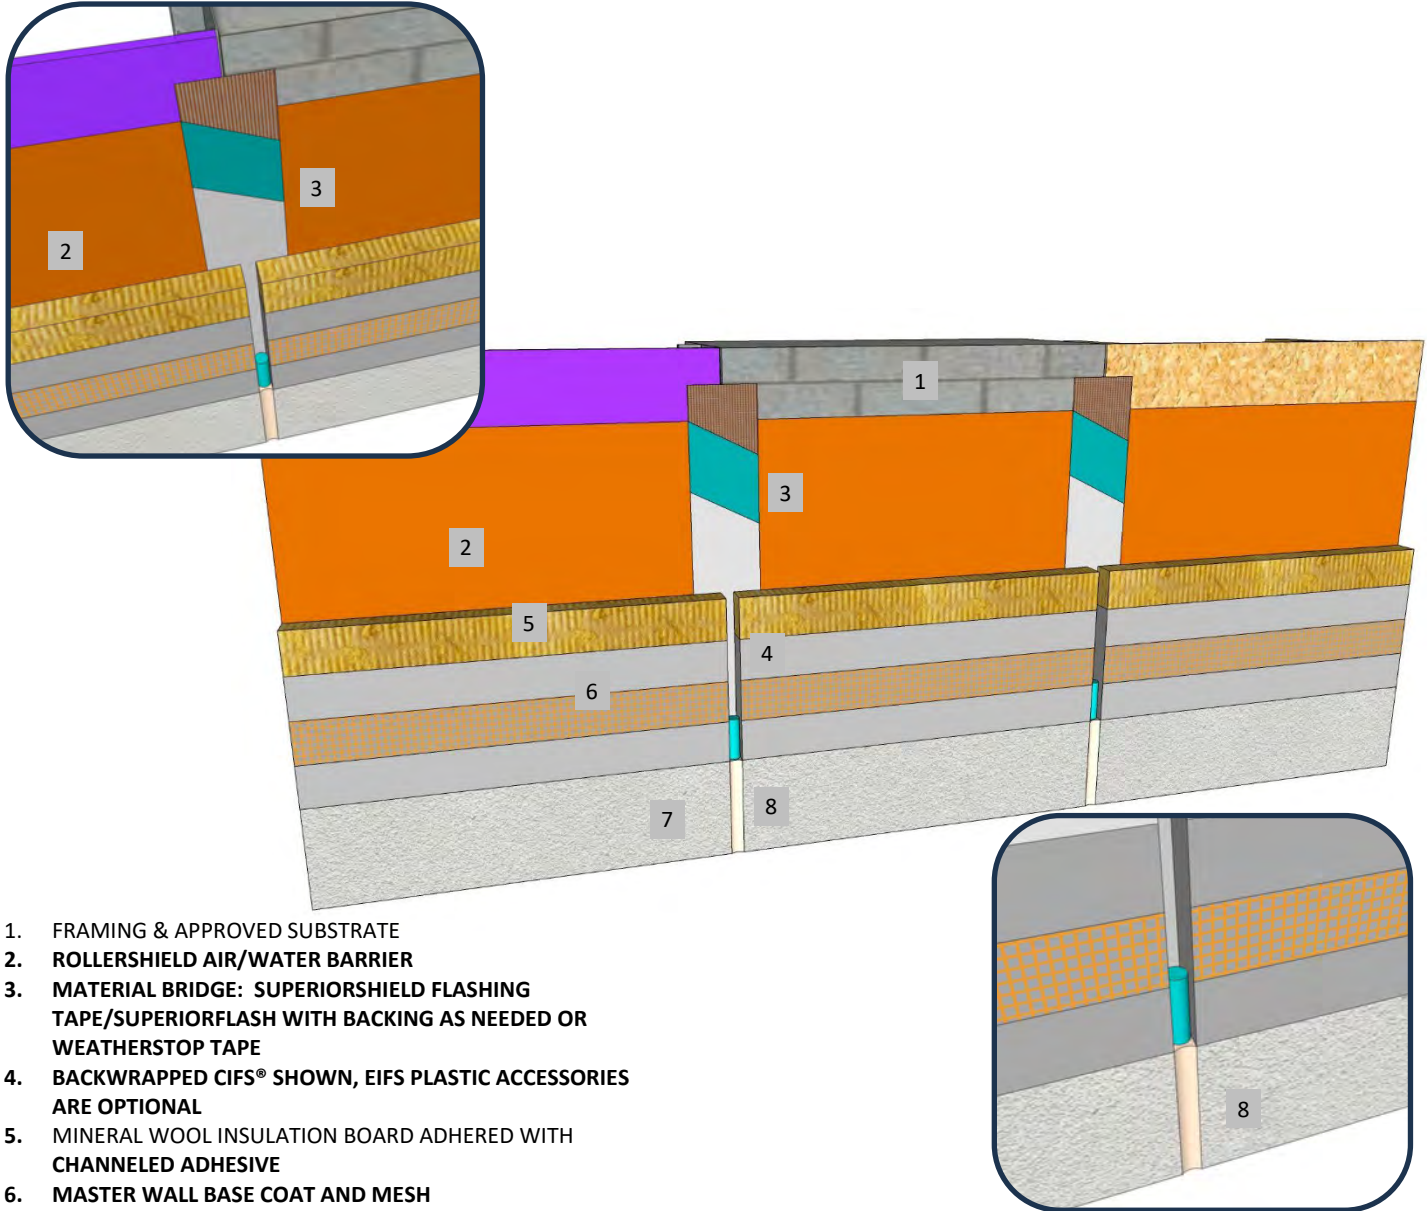 3
2
1
3
2
5
4
6
7
8
8
1. FRAMING & APPROVED SUBSTRATE
2. ROLLERSHIELD AIR/WATER BARRIER
3. MATERIAL BRIDGE: SUPERIORSHIELD FLASHING
TAPE/SUPERIORFLASH WITH BACKING AS NEEDED OR
WEATHERSTOP TAPE
4. BACKWRAPPED CIFS® SHOWN, EIFS PLASTIC ACCESSORIES
ARE OPTIONAL
5. MINERAL WOOL INSULATION BOARD ADHERED WITH
CHANNELED ADHESIVE
6. MASTER WALL BASE COAT AND MESH